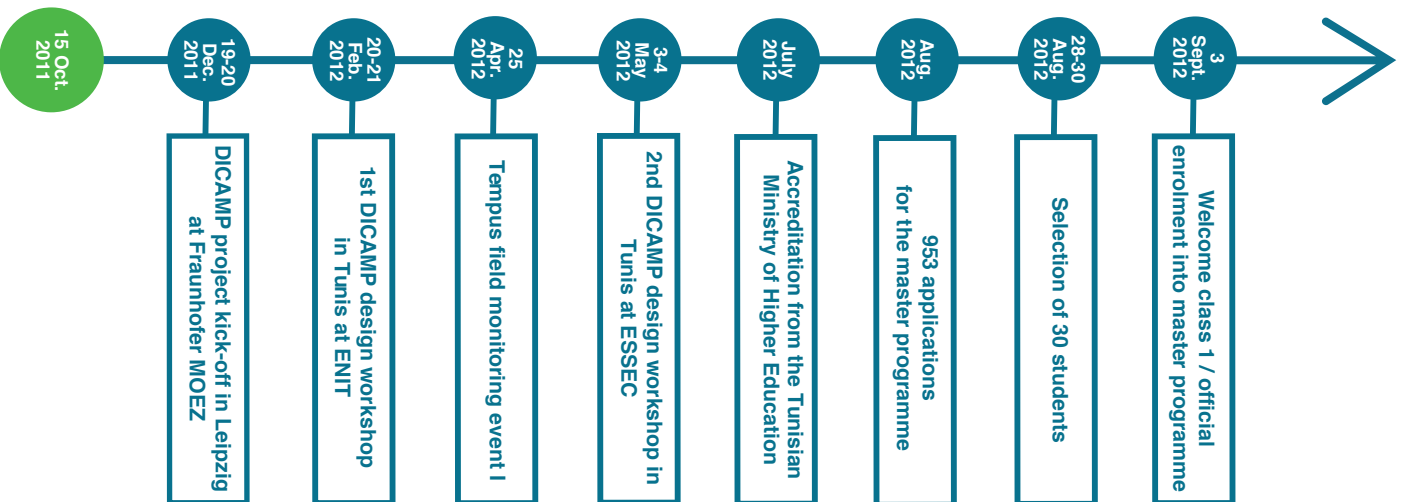 15 Oct.
2011
19-20
Dec.
2011
DICAMP project kick-off in Leipzig
at Fraunhofer MOEZ
20-21
Feb.
2012
1st DICAMP design workshop
in Tunis at ENIT
25
Apr.
2012
Tempus field monitoring event I
3-4
May
2012
2nd DICAMP design workshop in
Tunis at ESSEC
July
2012
Accreditation from the Tunisian
Ministry of Higher Education
Aug.
2012
953 applications
for the master programme
28-30
Aug.
2012
Selection of 30 students
3
Sept.
2012
Welcome class 1 / official
enrolment into master programme